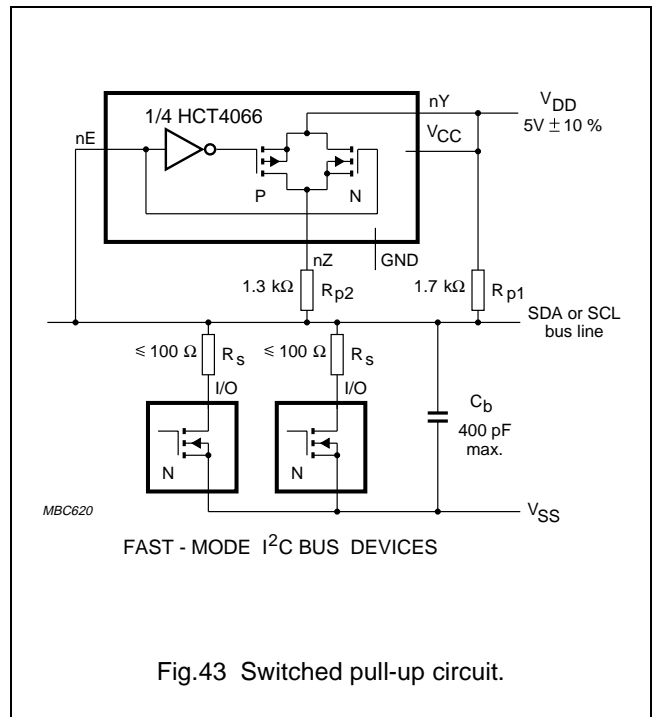 1/4 HCT4066
nY
VDD
5V ± 10 %
nE
VCC
P
N
nZ
GND
1.3 kΩ
Rp2
1.7 kΩ
Rp1
SDA or SCL
bus line
≤ 100 Ω
Rs
≤ 100 Ω
Rs
I/O
I/O
Cb
400 pF
max.
N
N
MBC620
VSS
FAST - MODE I²C BUS DEVICES
Fig.43 Switched pull-up circuit.